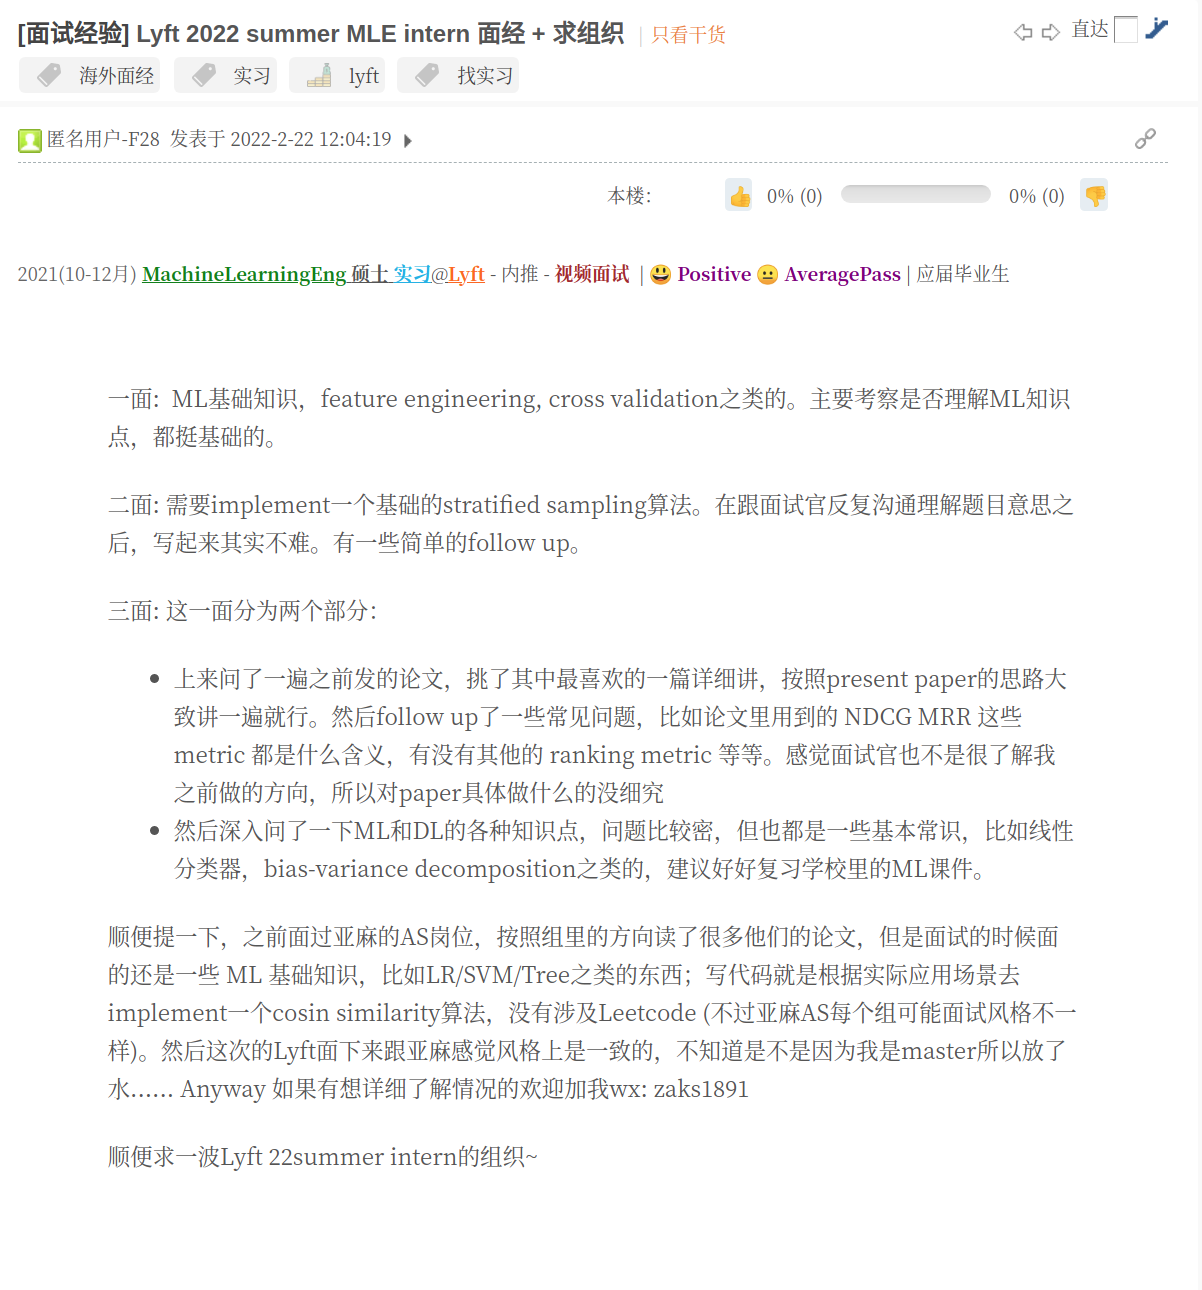 [面试经验] Lyft 2022 summer MLE intern 面经 + 求组织 | 只看干货
直达
海外面经 实习 lyft 找实习
匿名用户-F28 发表于 2022-2-22 12:04:19
本楼： 👍 0% (0) 0% (0) 👎
2021(10-12月) MachineLearningEng 硕士 实习@Lyft - 内推 - 视频面试 | 😃 Positive 😐 AveragePass | 应届毕业生
一面：ML基础知识，feature engineering, cross validation之类的。主要考察是否理解ML知识
点，都挺基础的。
二面: 需要implement一个基础的stratified sampling算法。在跟面试官反复沟通理解题目意思之
后，写起来其实不难。有一些简单的follow up。
三面: 这一面分为两个部分：
• 上来问了一遍之前发的论文，挑了其中最喜欢的一篇详细讲，按照present paper的思路大
致讲一遍就行。然后follow up了一些常见问题，比如论文里用到的 NDCG MRR 这些
metric 都是什么含义，有没有其他的 ranking metric 等等。感觉面试官也不是很了解我
之前做的方向，所以对paper具体做什么的没细究
• 然后深入问了一下ML和DL的各种知识点，问题比较密，但也都是一些基本常识，比如线性
分类器，bias-variance decomposition之类的，建议好好复习学校里的ML课件。
顺便提一下，之前面过亚麻的AS岗位，按照组里的方向读了很多他们的论文，但是面试的时候面
的还是一些 ML 基础知识，比如LR/SVM/Tree之类的东西；写代码就是根据实际应用场景去
implement一个cosin similarity算法，没有涉及Leetcode (不过亚麻AS每个组可能面试风格不一
样)。然后这次的Lyft面下来跟亚麻感觉风格上是一致的，不知道是不是因为我是master所以放了
水…… Anyway 如果有想详细了解情况的欢迎加我wx: zaks1891
顺便求一波Lyft 22summer intern的组织~